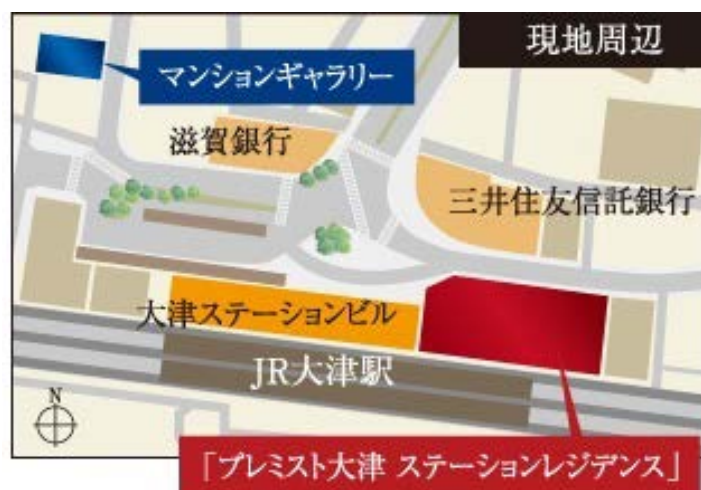 現地周辺
マンションギャラリー
滋賀銀行
三井住友信託銀行
大津ステーションビル
JR大津駅
N
「プレミスト大津 ステーションレジデンス」